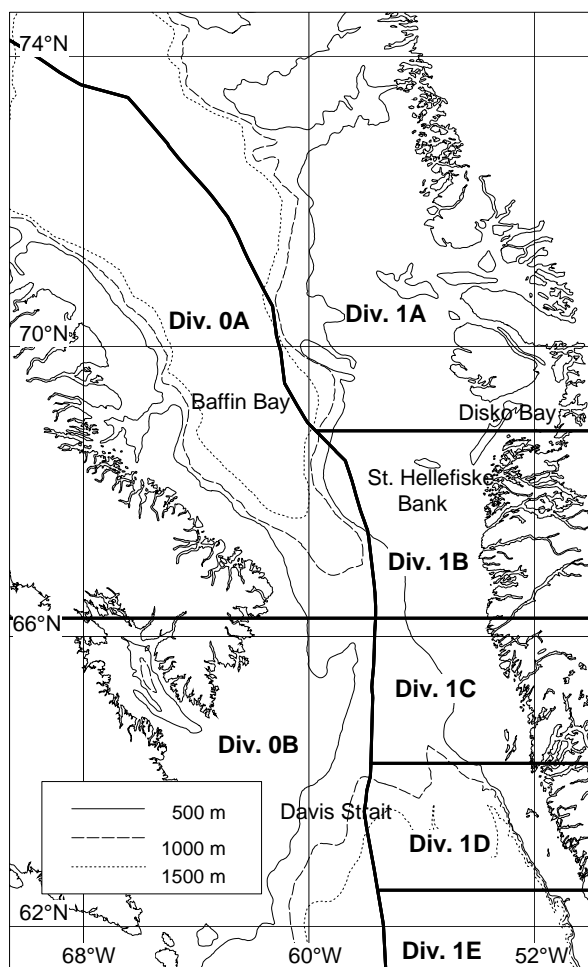 74°N
Div. 0A
Div. 1A
70°N
Baffin Bay
Disko Bay
St. Hellefiske
Bank
Div. 1B
66°N
Div. 1C
Div. 0B
500 m
Davis Strait
1000 m
Div. 1D
1500 m
62°N
68°W
60°W
52°W
Div. 1E